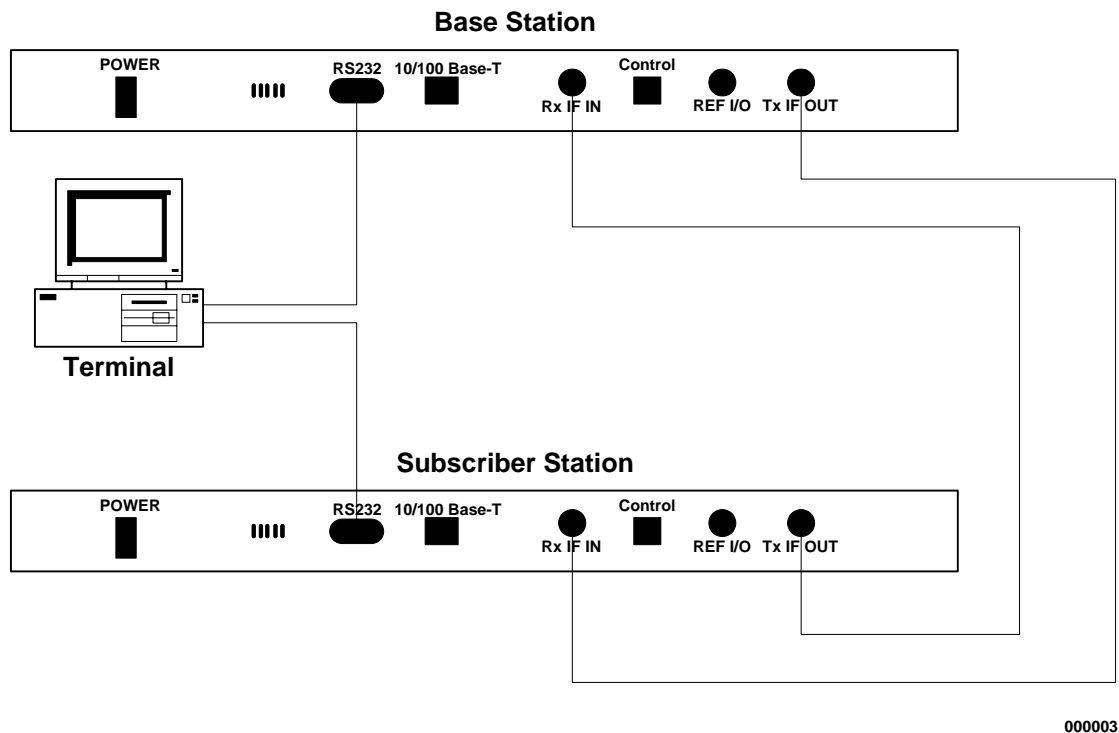 Base Station
POWER
RS232
10/100 Base-T
Rx IF IN
Control
REF I/O
Tx IF OUT
Terminal
Subscriber Station
POWER
RS232
10/100 Base-T
Rx IF IN
Control
REF I/O
Tx IF OUT
000003